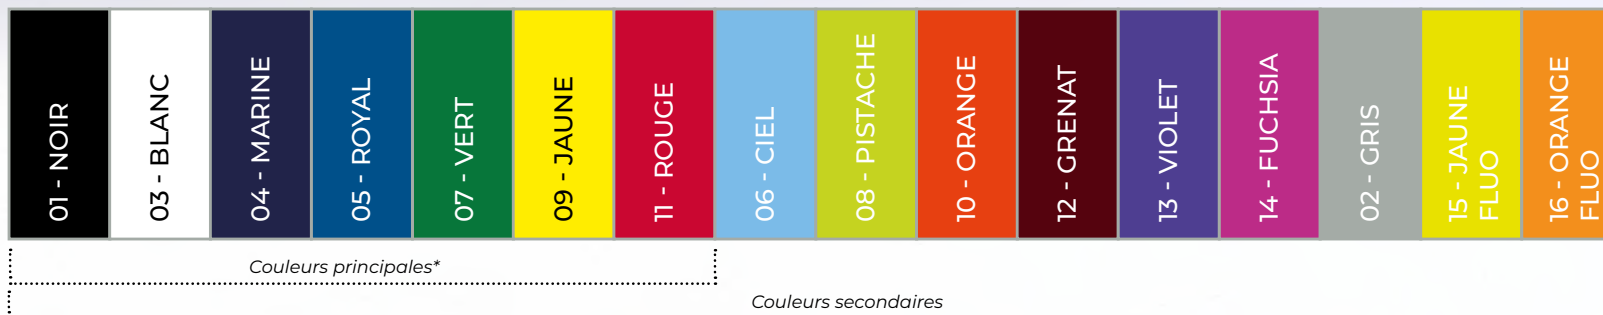 01 - NOIR
03 - BLANC
04 - MARINE
05 - ROYAL
07 - VERT
09 - JAUNE
11 - ROUGE
06 - CIEL
08 - PISTACHE
10 - ORANGE
12 - GRENAT
13 - VIOLET
14 - FUCHSIA
02 - GRIS
15 - JAUNE
FLUO
16 - ORANGE
FLUO
Couleurs principales*
Couleurs secondaires